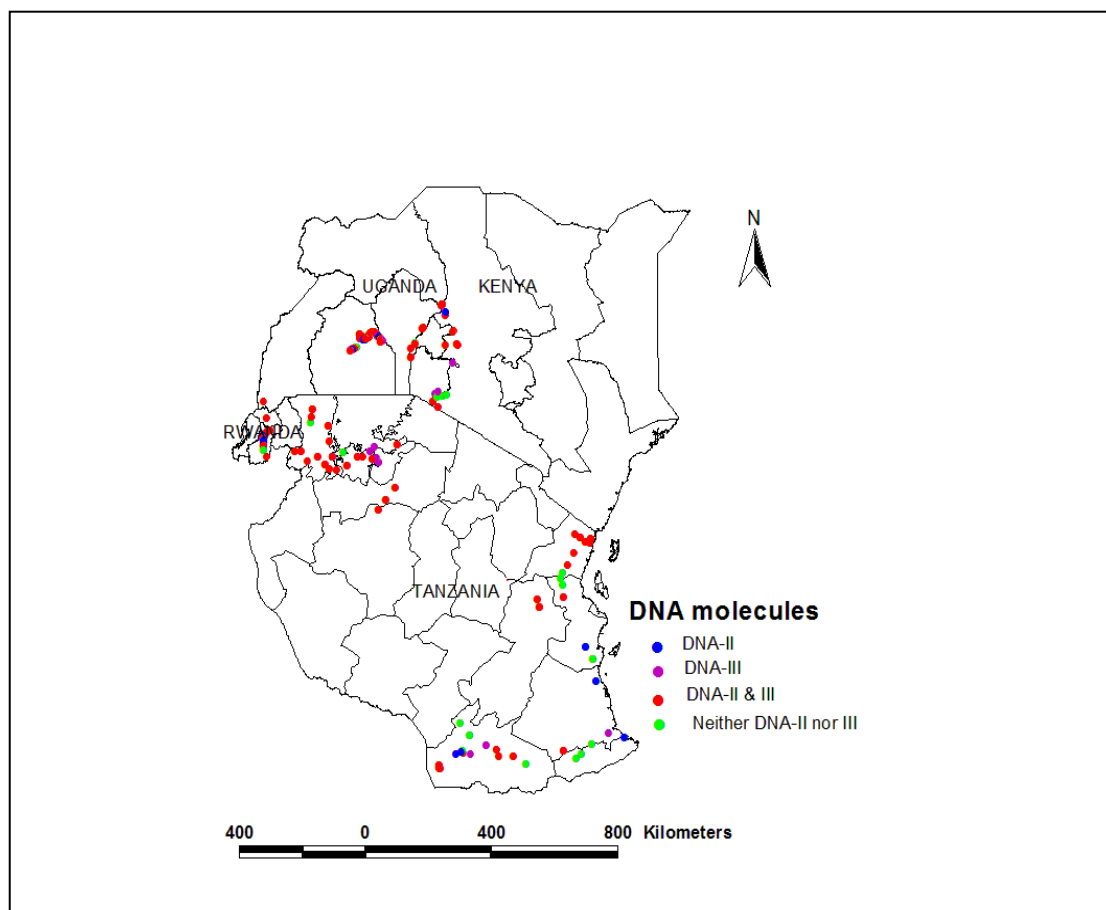 N
UGANDA KENYA
RWANDA
TANZANIA
DNA molecules
DNA-II
DNA-III
DNA-II & III
Neither DNA-II nor III
400 0 400 800 Kilometers